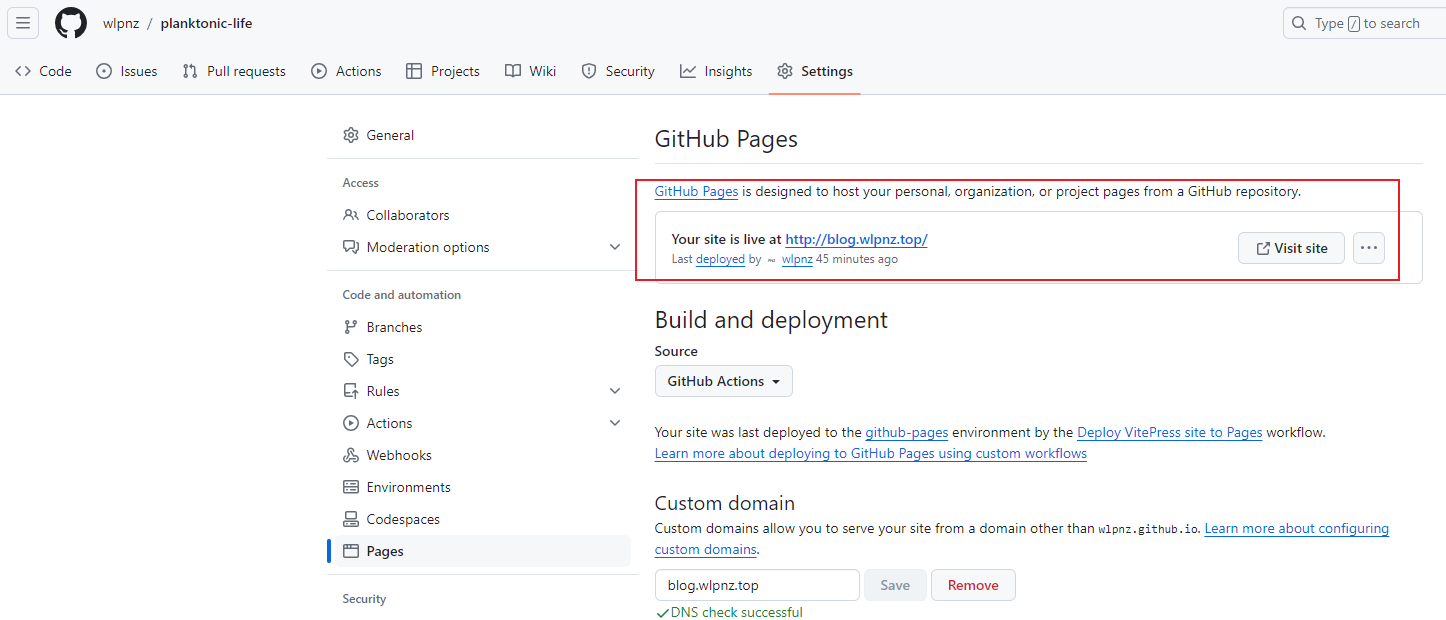 wlpnz / planktonic-life
Type / to search
Code Issues Pull requests Actions Projects Wiki Security Insights Settings
General
Access
Collaborators
Moderation options
Code and automation
Branches
Tags
Rules
Actions
Webhooks
Environments
Codespaces
Pages
Security
GitHub Pages
GitHub Pages is designed to host your personal, organization, or project pages from a GitHub repository.
Your site is live at http://blog.wlpnz.top/
Last deployed by wlpnz 45 minutes ago
Visit site
Build and deployment
Source
GitHub Actions
Your site was last deployed to the github-pages environment by the Deploy VitePress site to Pages workflow.
Learn more about deploying to GitHub Pages using custom workflows
Custom domain
Custom domains allow you to serve your site from a domain other than wlpnz.github.io. Learn more about configuring
custom domains.
blog.wlpnz.top
Save
Remove
DNS check successful